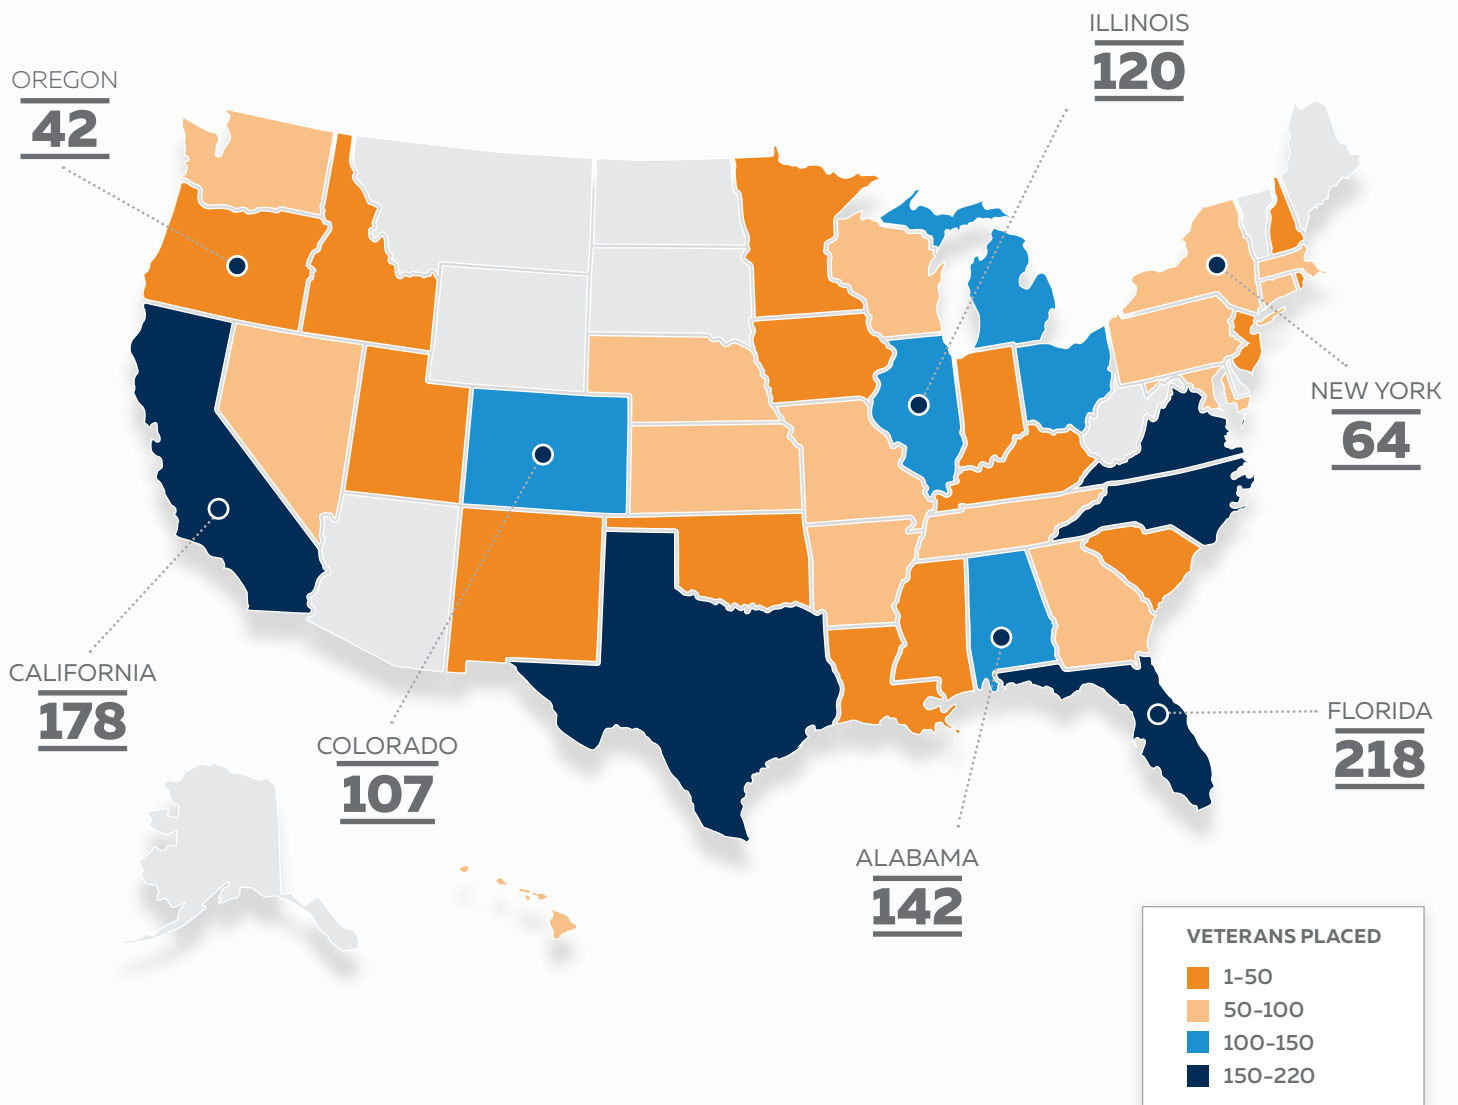 ILLINOIS
120
OREGON
42
NEW YORK
64
CALIFORNIA
178
COLORADO
107
FLORIDA
218
ALABAMA
142
VETERANS PLACED
1-50
50-100
100-150
150-220